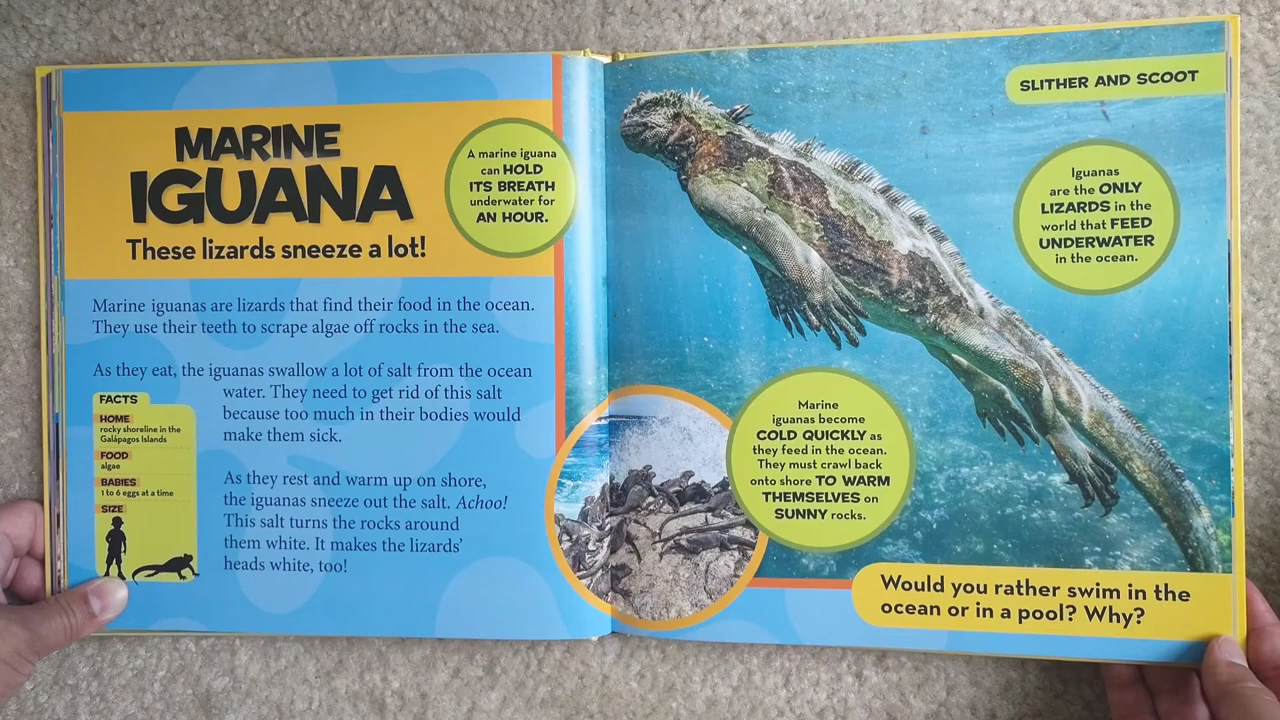 MARINE
IGUANA
These lizards sneeze a lot!
A marine iguana
can HOLD
ITS BREATH
underwater for
AN HOUR.
Marine iguanas are lizards that find their food in the ocean.
They use their teeth to scrape algae off rocks in the sea.
As they eat, the iguanas swallow a lot of salt from the ocean
water. They need to get rid of this salt
because too much in their bodies would
make them sick.
FACTS
HOME
rocky shoreline in the
Galápagos Islands
FOOD
algae
BABIES
1 to 6 eggs at a time
SIZE
As they rest and warm up on shore,
the iguanas sneeze out the salt. Achoo!
This salt turns the rocks around
them white. It makes the lizards'
heads white, too!
SLITHER AND SCOOT
Iguanas
are the ONLY
LIZARDS in the
world that FEED
UNDERWATER
in the ocean.
Marine
iguanas become
COLD QUICKLY as
they feed in the ocean.
They must crawl back
onto shore TO WARM
THEMSELVES on
SUNNY rocks.
Would you rather swim in the
ocean or in a pool? Why?